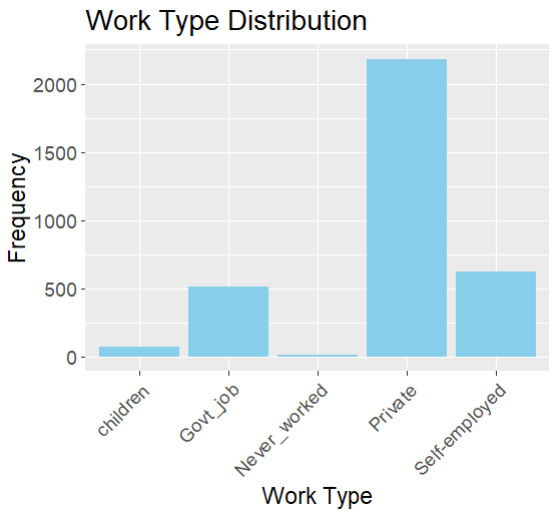 Work Type Distribution
Frequency
2000
1500
1000
500
0
children
Govt_job
Never_worked
Private
Self-employed
Work Type